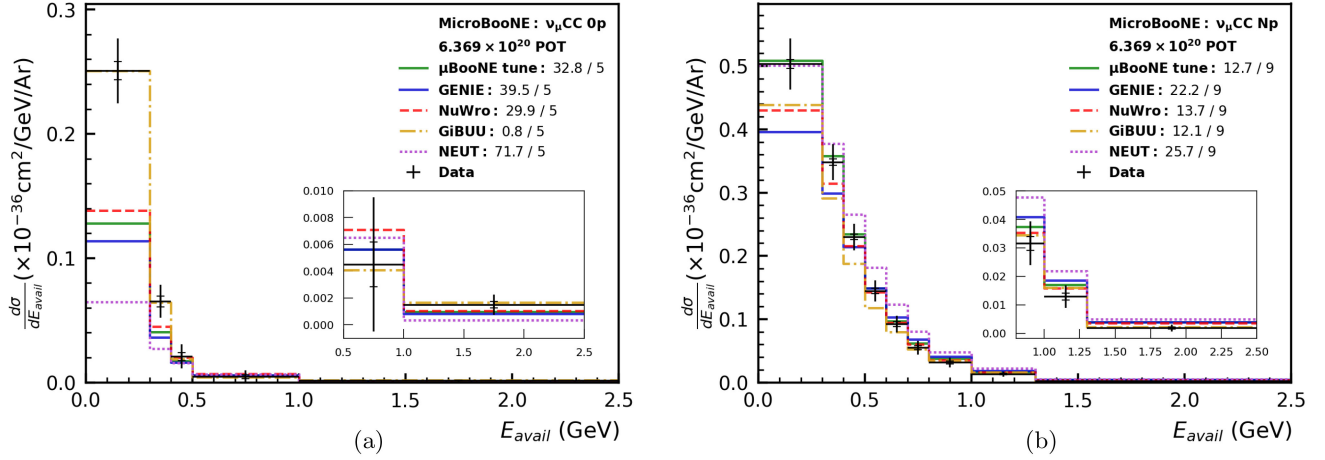 MicroBooNE: νμCC 0p
6.369 × 10²⁰ POT
μBooNE tune: 32.8 / 5
GENIE: 39.5 / 5
NuWro: 29.9 / 5
GiBUU: 0.8 / 5
NEUT: 71.7 / 5
Data
dσ/dE_avail (×10⁻³⁶cm²/GeV/Ar)
0.3
0.2
0.1
0.0
0.010
0.008
0.006
0.004
0.002
0.000
0.5 1.0 1.5 2.0 2.5
0.0 0.5 1.0 1.5 2.0 2.5
E_avail (GeV)
(a)
MicroBooNE: νμCC Np
6.369 × 10²⁰ POT
μBooNE tune: 12.7 / 9
GENIE: 22.2 / 9
NuWro: 13.7 / 9
GiBUU: 12.1 / 9
NEUT: 25.7 / 9
Data
dσ/dE_avail (×10⁻³⁶cm²/GeV/Ar)
0.5
0.4
0.3
0.2
0.1
0.0
0.05
0.04
0.03
0.02
0.01
0.00
1.00 1.25 1.50 1.75 2.00 2.25 2.50
0.0 0.5 1.0 1.5 2.0 2.5
E_avail (GeV)
(b)